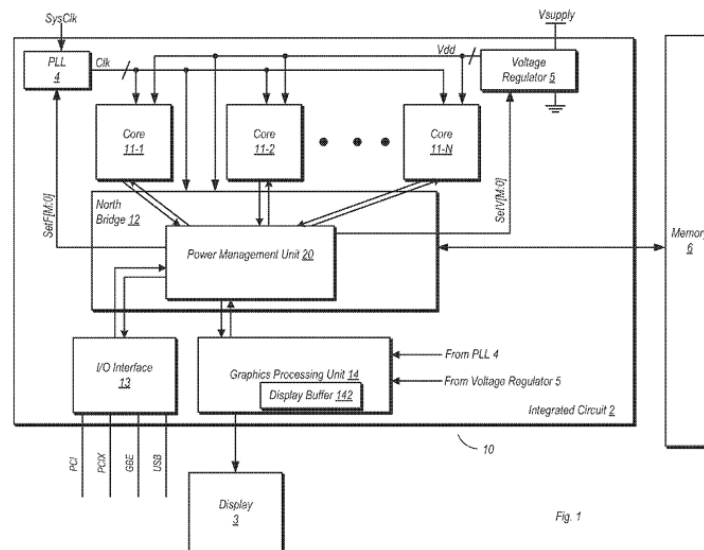 SysClk
Vsupply
PLL
4
Clk
Vdd
Voltage
Regulator 5
Core
11-1
Core
11-2
Core
11-N
SetF[M:0]
SetV[M:0]
North
Bridge 12
Power Management Unit 20
Memory
6
I/O Interface
13
Graphics Processing Unit 14
Display Buffer 142
From PLL 4
From Voltage Regulator 5
Integrated Circuit 2
PCI
PCIX
GBE
USB
10
Display
3
Fig. 1